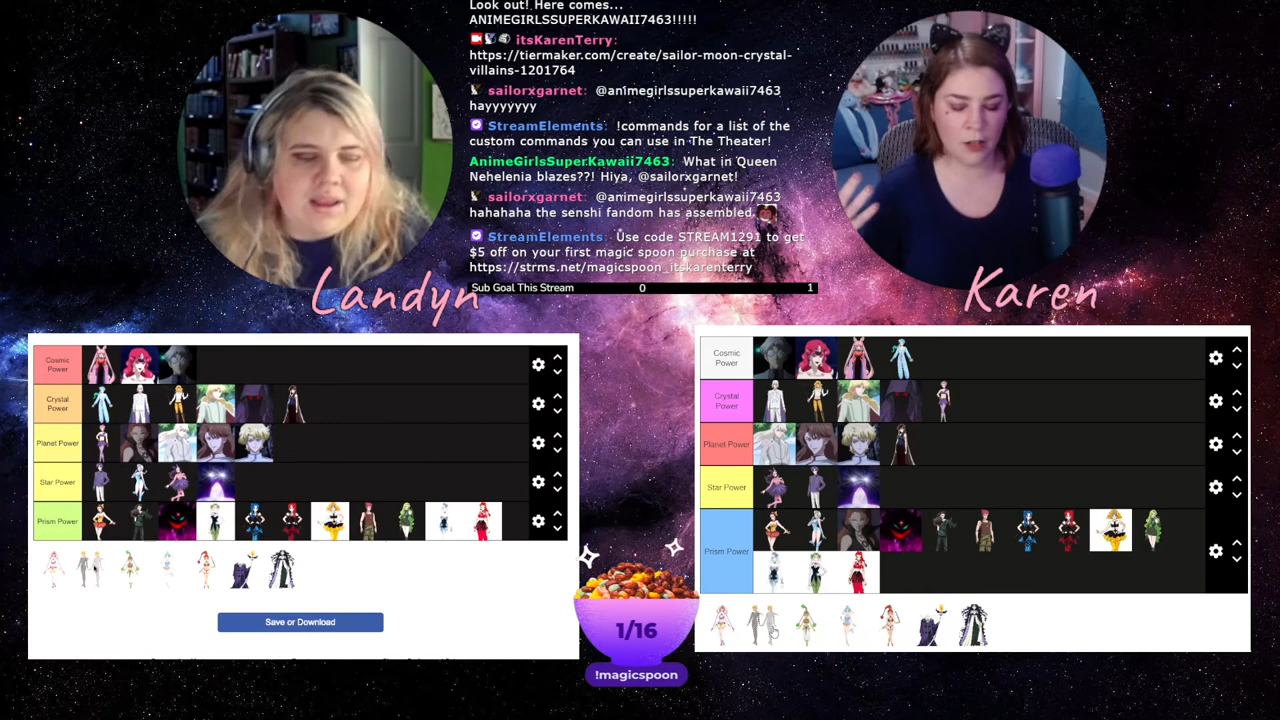 Look out! Here comes...
ANIMEGIRLSSUPERKAWAII7463!!!!!
itsKarenTerry:
https://tiermaker.com/create/sailor-moon-crystal-
villains-1201764
sailorxgarnet: @animegirlssuperkawaii7463
hayyyyyyy
StreamElements: !commands for a list of the
custom commands you can use in The Theater!
AnimeGirlsSuperKawaii7463: What in Queen
Nehelenia blazes??! Hiya, @sailorxgarnet!
sailorxgarnet: @animegirlssuperkawaii7463
hahahaha the senshi fandom has assembled
StreamElements: Use code STREAM1291 to get
$5 off on your first magic spoon purchase at
https://strms.net/magicspoon_itskarenterry
Sub Goal This Stream 0 1
Landyn
Karen
Cosmic
Power
Crystal
Power
Planet Power
Star Power
Prism Power
Save or Download
Cosmic
Power
Crystal
Power
Planet Power
Star Power
Prism Power
1/16
!magicspoon